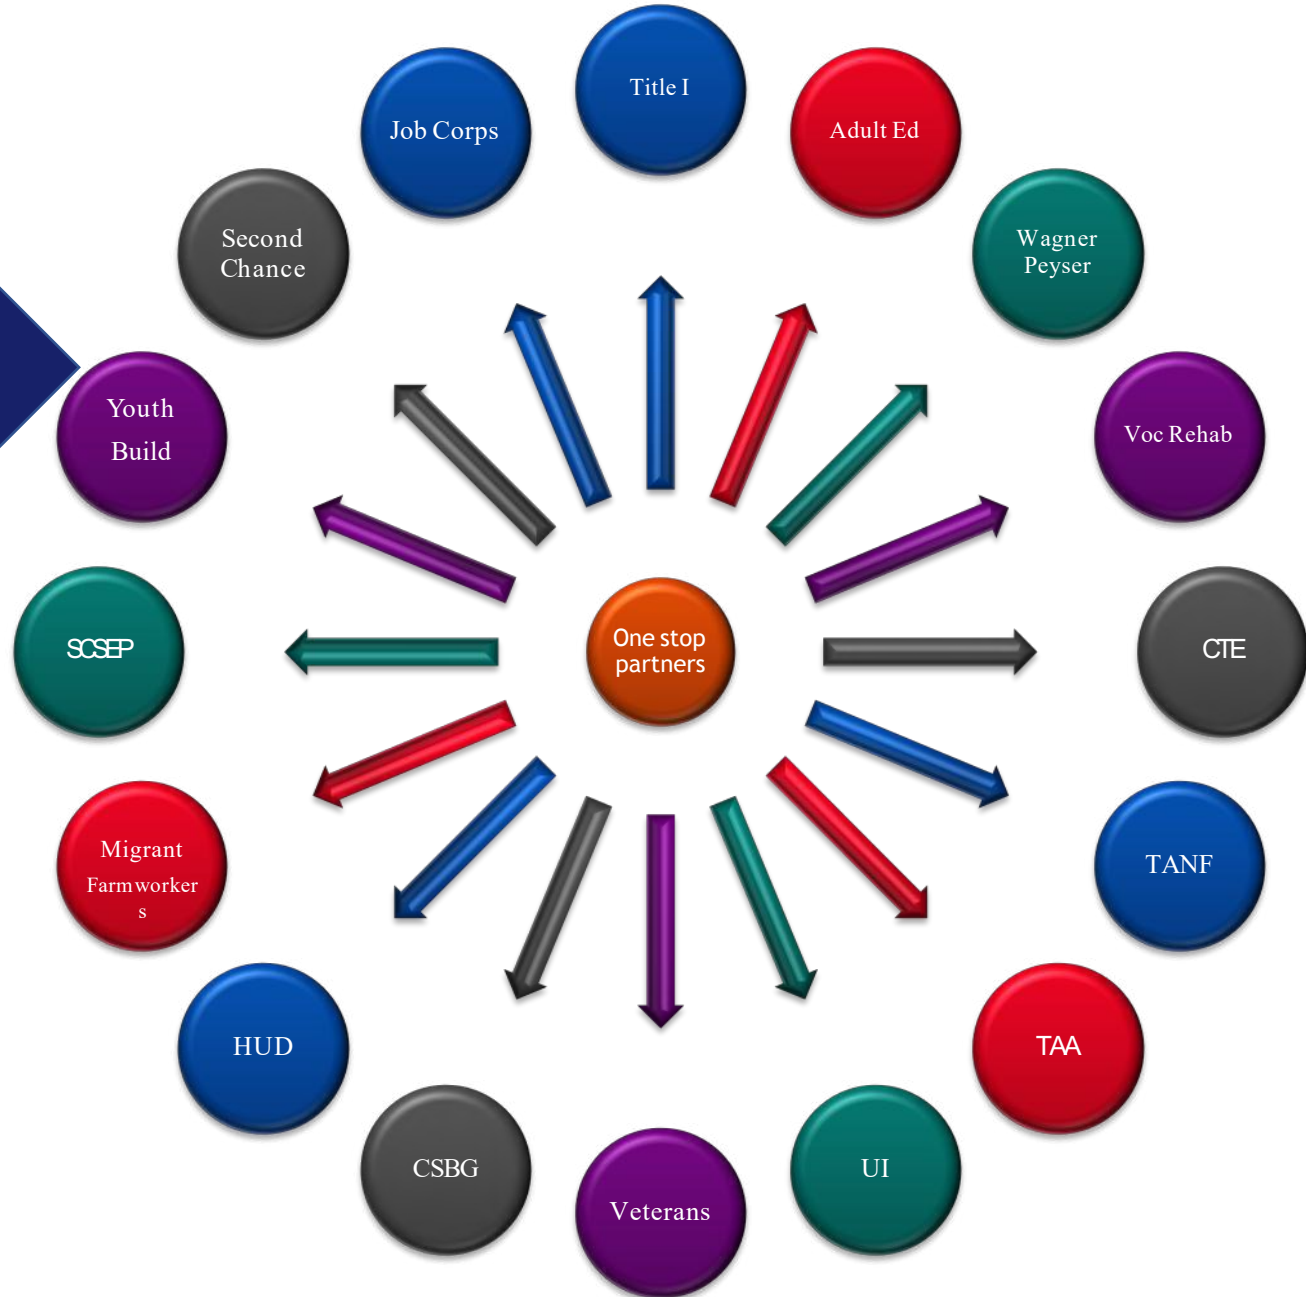 Title I
Job Corps
Adult Ed
Second
Chance
Wagner
Peyser
Youth
Build
Voc Rehab
One stop
partners
SCSEP
CTE
Migrant
Farmworker
s
TANF
HUD
TAA
CSBG
UI
Veterans